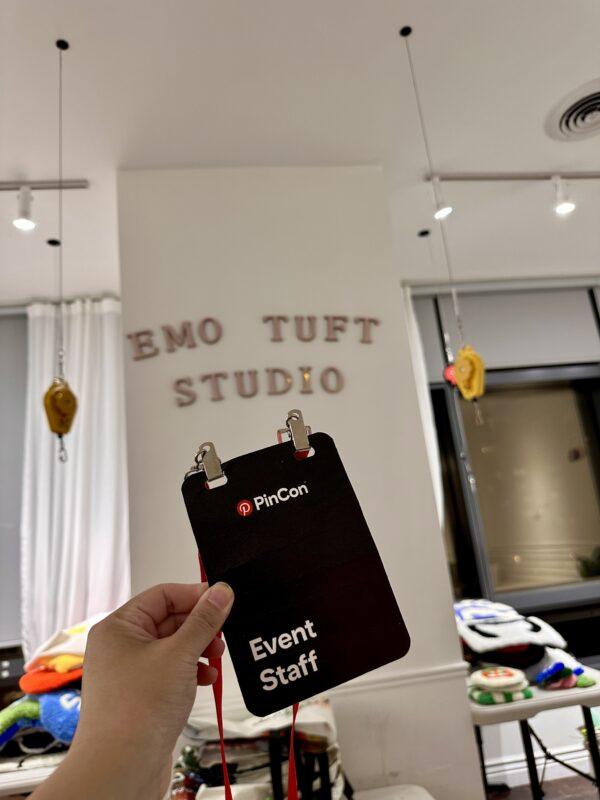 EMO TUFT
STUDIO
PinCon
Event
Staff